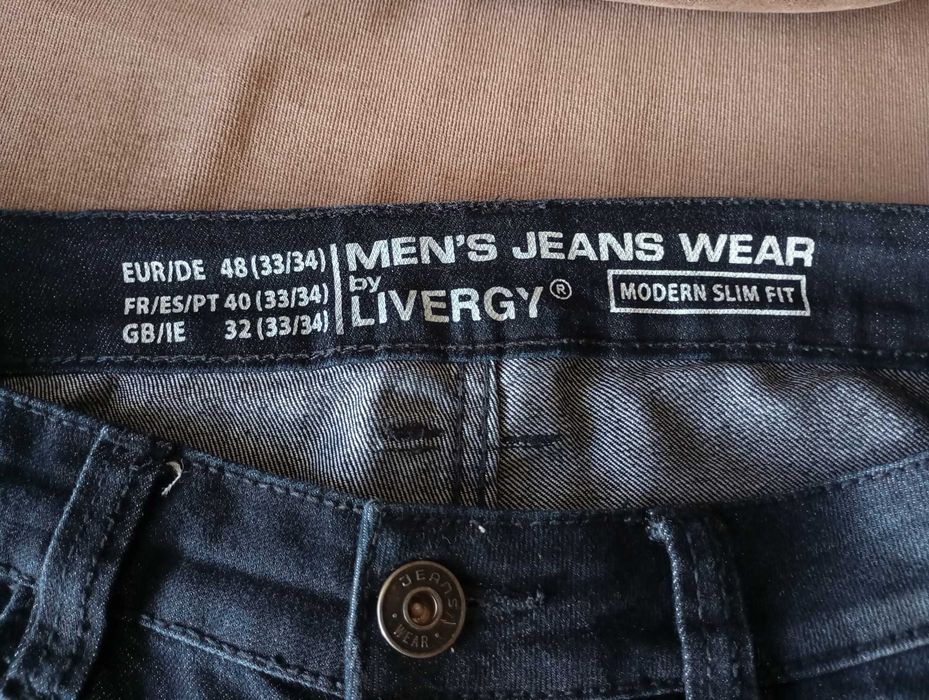 EUR/DE 48 (33/34)
FR/ES/PT 40 (33/34)
GB/IE 32 (33/34)
MEN'S JEANS WEAR
by
LIVERGY®
MODERN SLIM FIT
JEANS
WEAR